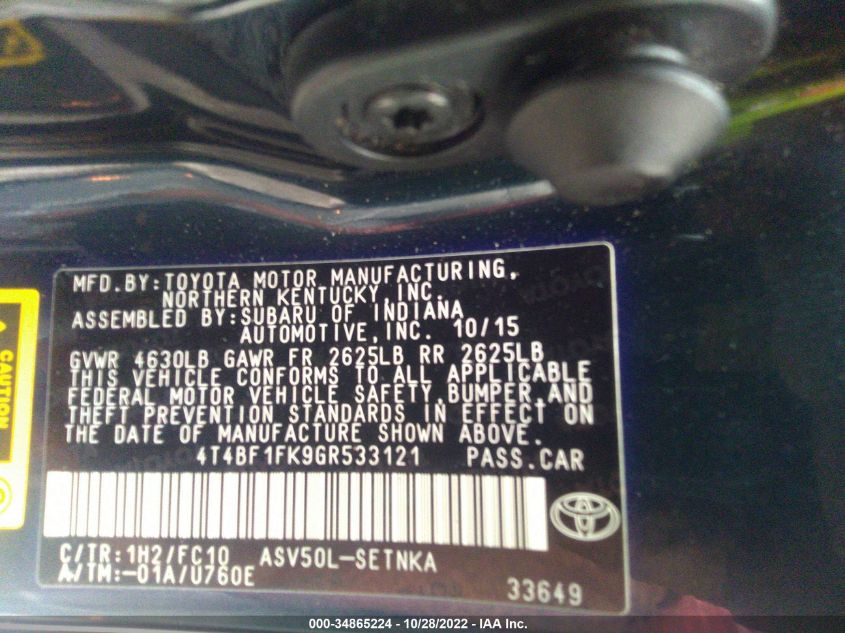 MFD.BY:TOYOTA MOTOR MANUFACTURING,
NORTHERN KENTUCKY,INC.
ASSEMBLED BY:SUBARU OF INDIANA
AUTOMOTIVE,INC. 10/15
GVWR 4630LB GAWR FR 2625LB RR 2625LB
THIS VEHICLE CONFORMS TO ALL APPLICABLE
FEDERAL MOTOR VEHICLE SAFETY,BUMPER,AND
THEFT PREVENTION STANDARDS IN EFFECT ON
THE DATE OF MANUFACTURE SHOWN ABOVE.
4T4BF1FK9GR533121 PASS.CAR
C/TR:1H2/FC10 ASV50L-SETNKA
A/TM:-01A/U760E
33649
CAUTION
000-34865224 - 10/28/2022 - IAA Inc.